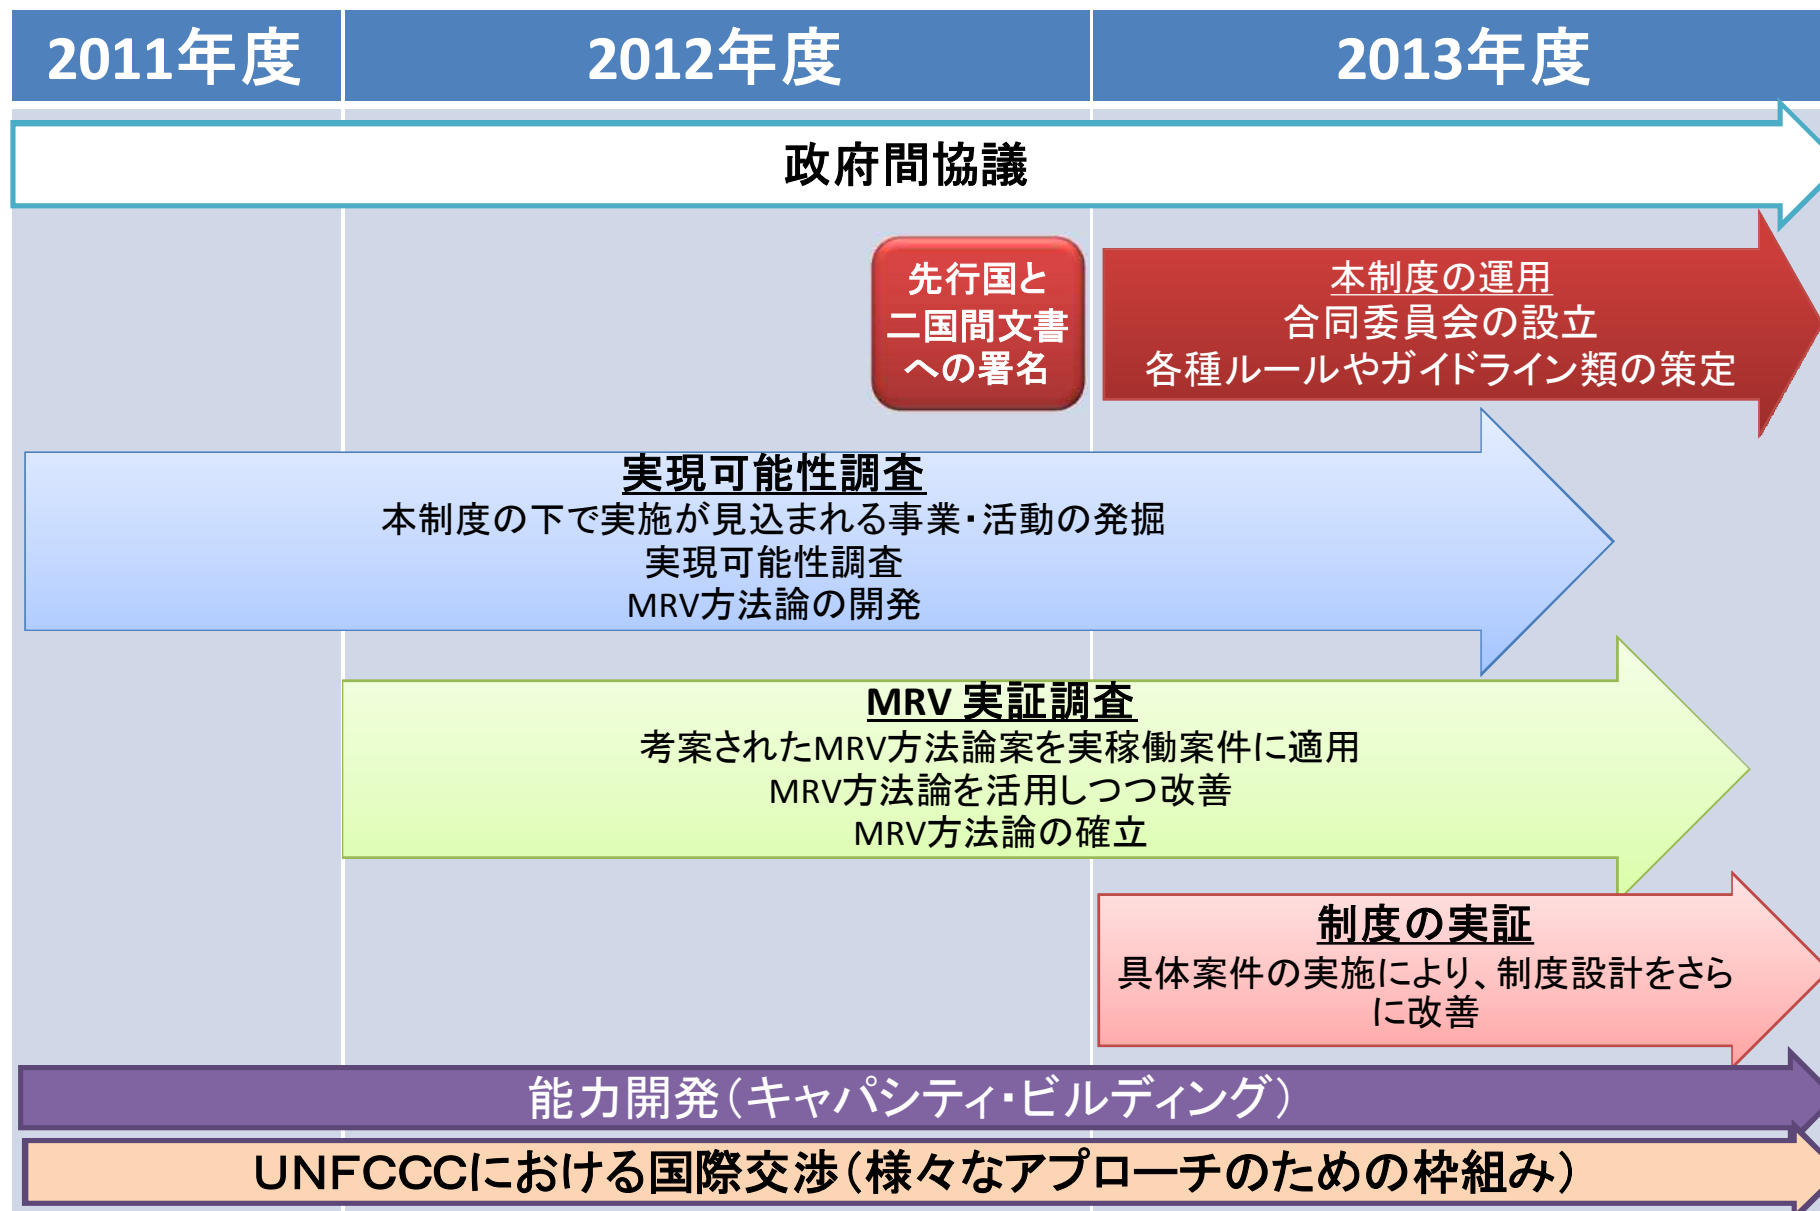 2011年度
2012年度
2013年度
政府間協議
先行国と
二国間文書
への署名
本制度の運用
合同委員会の設立
各種ルールやガイドライン類の策定
実現可能性調査
本制度の下で実施が見込まれる事業・活動の発掘
実現可能性調査
MRV方法論の開発
MRV 実証調査
考案されたMRV方法論案を実稼働案件に適用
MRV方法論を活用しつつ改善
MRV方法論の確立
制度の実証
具体案件の実施により、制度設計をさら
に改善
能力開発（キャパシティ・ビルディング）
UNFCCCにおける国際交渉（様々なアプローチのための枠組み）